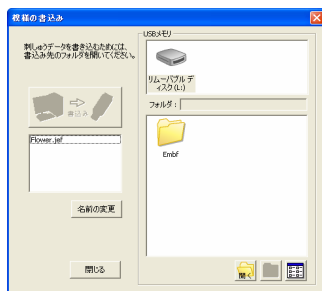 模様の書込み
刺しゅうデータを書き込むためには、
書込み先のフォルダを開いてください。
書込み
Flower.jef
名前の変更
閉じる
USBメモリ
リムーバブル デ
ィスク(L:)
フォルダ:
Embf
開く